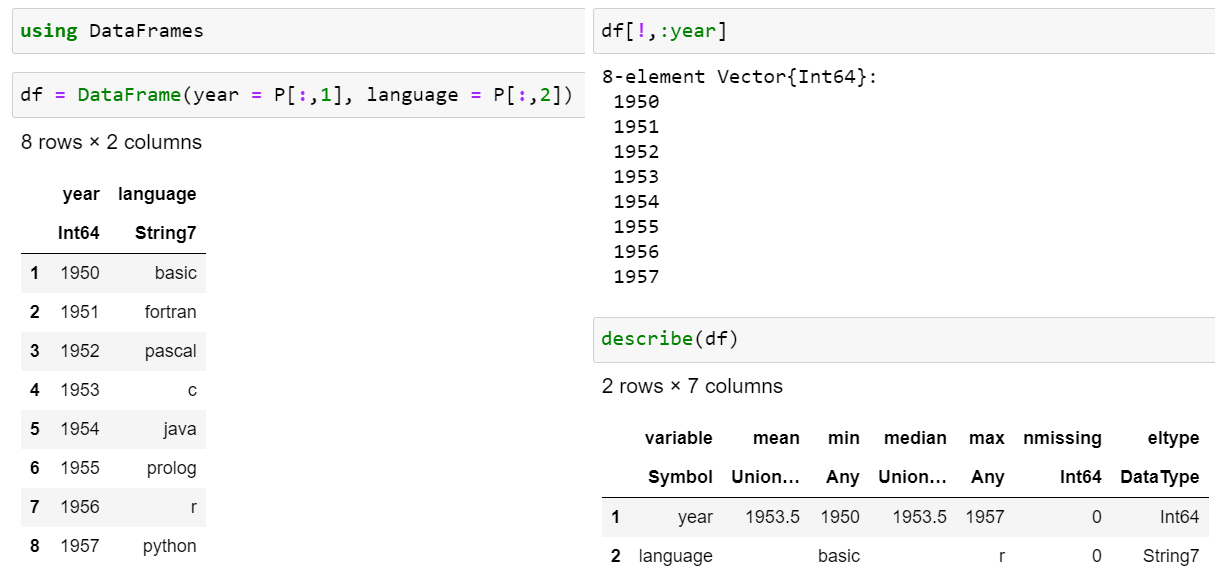 using DataFrames
df = DataFrame(year = P[:,1], language = P[:,2])
8 rows × 2 columns
year language
Int64 String7
1 1950 basic
2 1951 fortran
3 1952 pascal
4 1953 c
5 1954 java
6 1955 prolog
7 1956 r
8 1957 python
df[!,:year]
8-element Vector{Int64}:
1950
1951
1952
1953
1954
1955
1956
1957
describe(df)
2 rows × 7 columns
variable mean min median max nmissing eltype
Symbol Union… Any Union… Any Int64 DataType
1 year 1953.5 1950 1953.5 1957 0 Int64
2 language basic r 0 String7